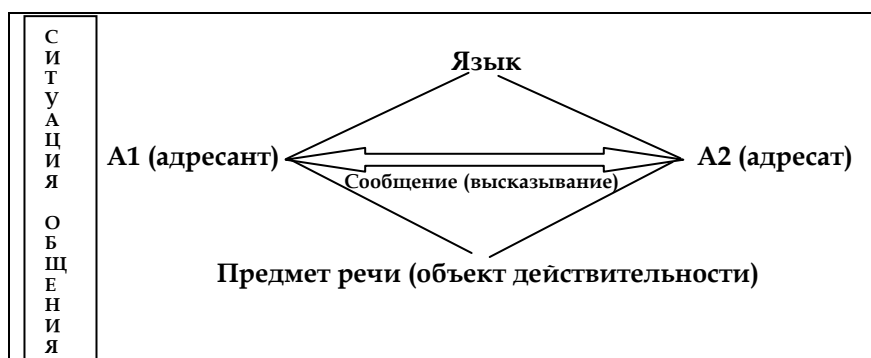 СИТУАЦИЯ ОБЩЕНИЯ
Язык
А1 (адресант)
А2 (адресат)
Сообщение (высказывание)
Предмет речи (объект действительности)